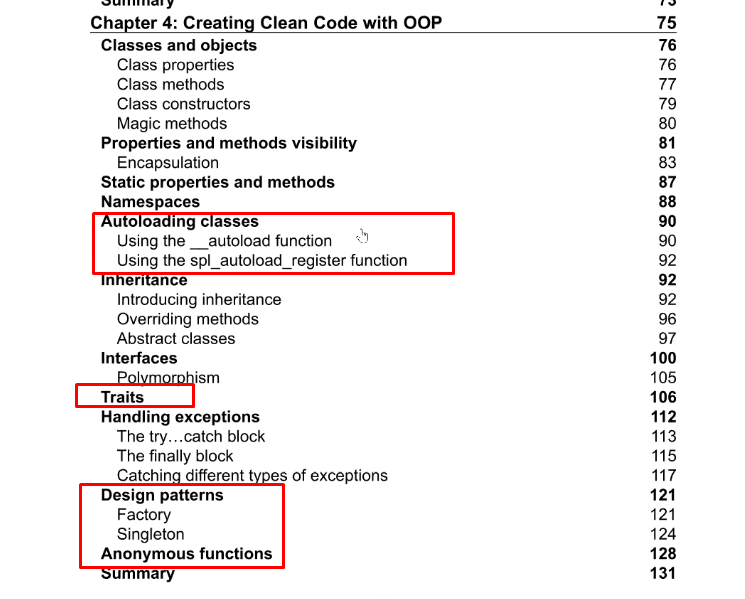 Summary 73
Chapter 4: Creating Clean Code with OOP 75
Classes and objects 76
Class properties 76
Class methods 77
Class constructors 79
Magic methods 80
Properties and methods visibility 81
Encapsulation 83
Static properties and methods 87
Namespaces 88
Autoloading classes 90
Using the __autoload function 90
Using the spl_autoload_register function 92
Inheritance 92
Introducing inheritance 92
Overriding methods 96
Abstract classes 97
Interfaces 100
Polymorphism 105
Traits 106
Handling exceptions 112
The try…catch block 113
The finally block 115
Catching different types of exceptions 117
Design patterns 121
Factory 121
Singleton 124
Anonymous functions 128
Summary 131